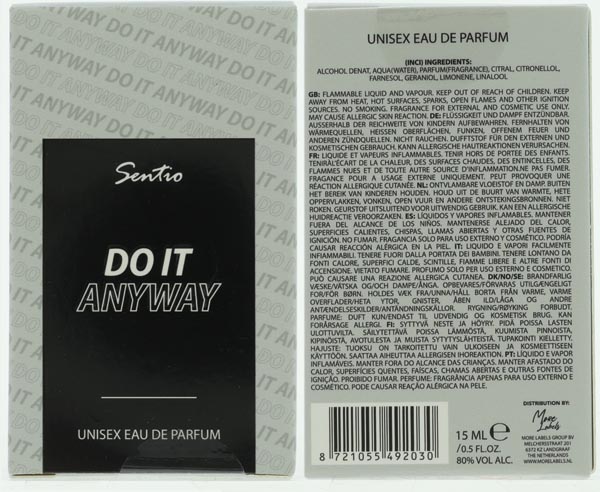 Sentio
DO IT
ANYWAY
UNISEX EAU DE PARFUM
UNISEX EAU DE PARFUM
(INCI) INGREDIENTS:
ALCOHOL DENAT, AQUA(WATER), PARFUM(FRAGRANCE), CITRAL, CITRONELLOL,
FARNESOL, GERANIOL, LIMONENE, LINALOOL
GB: FLAMMABLE LIQUID AND VAPOUR. KEEP OUT OF REACH OF CHILDREN. KEEP
AWAY FROM HEAT, HOT SURFACES, SPARKS, OPEN FLAMES AND OTHER IGNITION
SOURCES. NO SMOKING. FRAGRANCE FOR EXTERNAL AND COSMETIC USE ONLY.
MAY CAUSE ALLERGIC SKIN REACTION. DE: FLÜSSIGKEIT UND DAMPF ENTZÜNDBAR.
AUSSERHALB DER REICHWEITE VON KINDERN AUFBEWAHREN. FERNHALTEN VON
WÄRMEQUELLEN, HEISSEN OBERFLÄCHEN, FUNKEN, OFFENEM FEUER UND
ANDEREN ZÜNDQUELLEN. NICHT RAUCHEN. DUFFTSTOFF FÜR DEN EXTERNEN UND
KOSMETISCHEN GEBRAUCH. KANN ALLERGISCHE HAUTREAKTIONEN VERURSACHEN.
FR: LIQUIDE ET VAPEURS INFLAMMABLES. TENIR HORS DE PORTEE DES ENFANTS.
TENIRÀL'ÉCART DE LA CHALEUR, DES SURFACES CHAUDES, DES ENTINCELLES, DES
FLAMMES NUES ET DE TOUTE AUTRE SOURCE D'INFLAMMATION.NE PAS FUMER.
FRAGRANCE POUR A USAGE EXTERNE UNIQUEMENT. PEUT PROVOQUER UNE
RÉACTION ALLERGIQUE CUTANÉE. NL: ONTVLAMBARE VLOEISTOF EN DAMP. BUITEN
HET BEREIK VAN KINDEREN HOUDEN. HOUD UIT DE BUURT VAN WARMTE, HETE
OPPERVLAKKEN, VONKEN, OPEN VUUR EN ANDERE ONTSTEKINGSBRONNEN. NIET
ROKEN. GEURSTOF UITSLUITEND VOOR UITWENDIG GEBRUIK. KAN EEN ALLERGISCHE
HUIDREACTIE VEROORZAKEN. ES: LÍQUIDOS Y VAPORES INFLAMABLES. MANTENER
FUERA DEL ALCANCE DE LOS NIÑOS. MANTENERSE ALEJADO DEL CALOR,
SUPERFICIES CALIENTES, CHISPAS, LLAMAS ABIERTAS Y OTRAS FUENTES DE
IGNICIÓN. NO FUMAR. FRAGANCIA SOLO PARA USO EXTERNO Y COSMÉTICO. PODRÍA
CAUSAR REACCIÓN ALÉRGICA EN LA PIEL. IT: LIQUIDO E VAPORI FACILMENTE
INFIAMMABILI. TENERE FUORI DALLA PORTATA DEI BAMBINI. TENERE LONTANO DA
FONTI CALORE, SUPERFICI CALDE, SCINTILLE, FIAMME LIBERE E ALTRE FONTI DI
ACCENSIONE. VIETATO FUMARE. PROFUMO SOLO PER USO ESTERNO E COSMETICO.
PUÒ CAUSARE UNA REAZIONE ALLERGICA CUTANEA. DK/NO/SE: BRANDFARLIG
VÆSKE/VÄTSKA OG/OCH DAMPE/ÅNGA. OPBEVARES/FÖRVARAS UTILGÆNGELIGT
FOR/FÖR BØRN. HOLDES VÆK FRA/UNNA/HÅLL BORTA FRÅN VARME, VARME
OVERFLADER/HETA YTOR, GNISTER, ÅBEN ILD/LÅGA OG ANDRE
ANTÆNDELSESKILDER/ANTÄNDNINGSKÄLLOR. RYGNING/RØYKING FORBUDT.
PARFUME: DUFT KUN/ENDAST TIL UDVENDIG OG KOSMETISK BRUG. KAN
FORÅRSAGE ALLERGI. FI: SYTTYVÄ NESTE JA HÖYRY. PIDÄ POISSA LASTEN
ULOTTUVILTA. SÄILYTETTÄVÄ POISSA LÄMMÖSTÄ, KUUMISTA PINNOISTA,
KIPINÖISTÄ, AVOTULESTA JA MUISTA SYTYTYSLÄHTEISTÄ. TUPAKOINTI KIELLETTY.
HAJUSTE: TUOKSU ON TARKOITETTU VAIN ULKOISEEN JA KOSMEETTISEEN
KÄYTTÖÖN. SAATTAA AIHEUTTAA ALLERGISEN IHOREAKTION. PT: LÍQUIDO E VAPOR
INFLAMÁVEIS. MANTER FORA DO ALCANCE DAS CRIANÇAS. MANTER AFASTADO DO
CALOR, SUPERFÍCIES QUENTES, FAÍSCAS, CHAMAS ABERTAS E OUTRAS FONTES DE
IGNIÇÃO. PROIBIDO FUMAR. PERFUME: FRAGRÂNCIA APENAS PARA USO EXTERNO E
COSMÉTICO. PODE CAUSAR REAÇÃO ALÉRGICA NA PELE.
8 721055 492030
15 ML e
/0.5 FL.OZ.
80% VOL ALC.
DISTRIBUTION BY:
More
Labels
MORE LABELS GROUP BV
MELCHERSSTRAAT 201
6372 KZ LANDGRAAF
THE NETHERLANDS
WWW.MORELABELS.NL